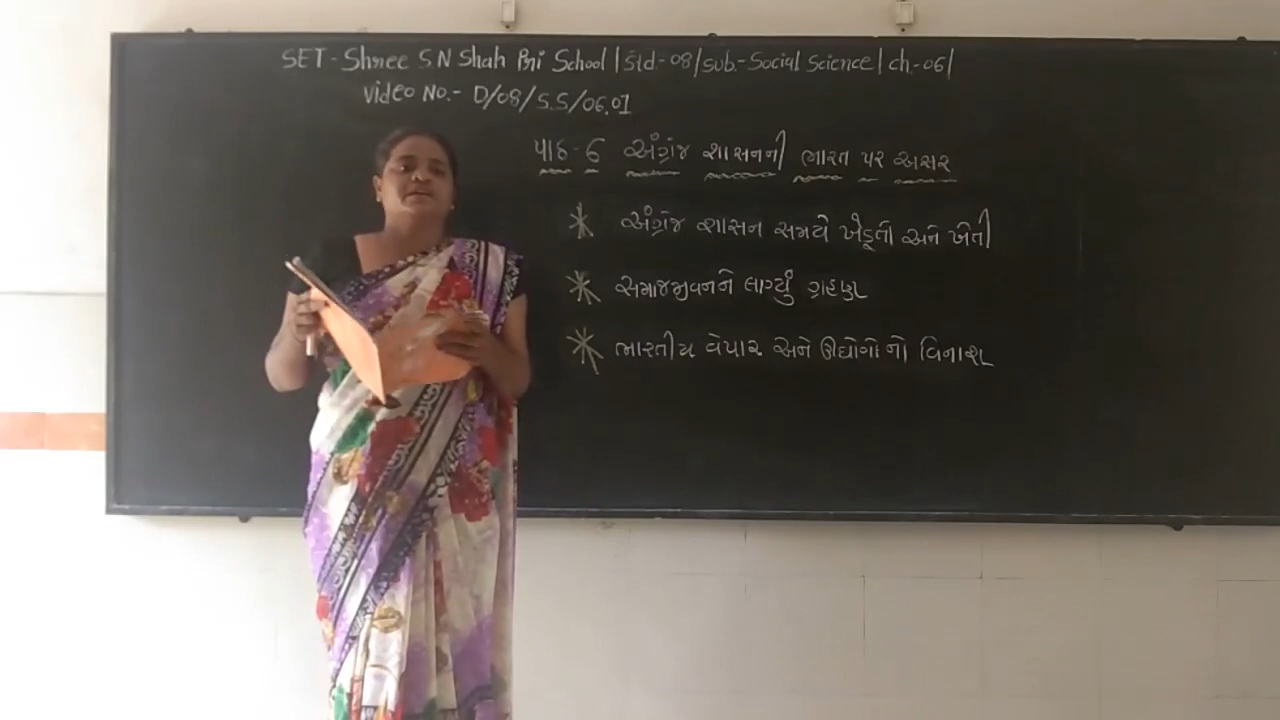 SET - Shree S N Shah Pri School | Std - 08 / Sub.- Social Science | ch.-06 |
Video No.- D/08/S.S/06.01
પાઠ - 6 અંગ્રેજ શાસનની ભારત પર અસર
* અંગ્રેજ શાસન સમયે ખેડૂતો અને ખેતી
* સમાજજીવનને લાગ્યું ગ્રહણ
* ભારતીય વેપાર અને ઊદ્યોગોનો વિનાશ